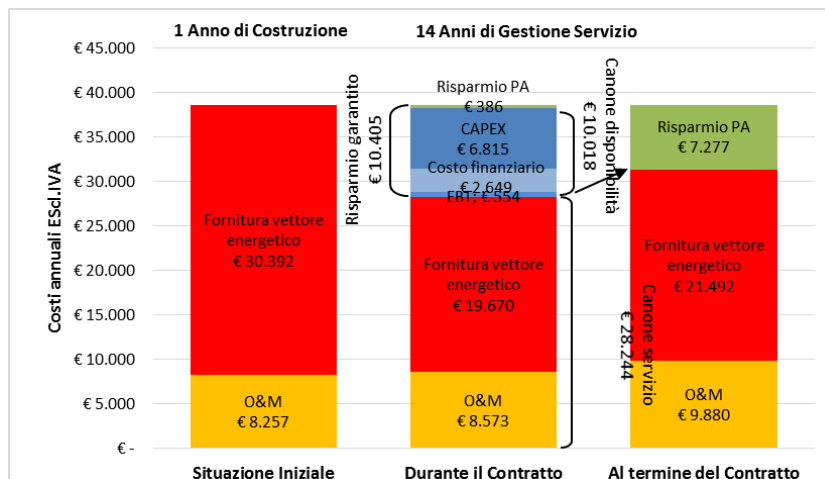 1 Anno di Costruzione
14 Anni di Gestione Servizio
Costi annuali EScl.IVA
€ 45.000
€ 40.000
€ 35.000
€ 30.000
€ 25.000
€ 20.000
€ 15.000
€ 10.000
€ 5.000
€ -
Fornitura vettore
energetico
€ 30.392
O&M
€ 8.257
Situazione Iniziale
Risparmio garantito
€ 10.405
Risparmio PA
€ 386
CAPEX
€ 6.815
Costo finanziario
€ 2.649
EBT; € 554
Fornitura vettore
energetico
€ 19.670
O&M
€ 8.573
Durante il Contratto
Canone disponibilità
€ 10.018
Canone servizio
€ 28.244
Risparmio PA
€ 7.277
Fornitura vettore
energetico
€ 21.492
O&M
€ 9.880
Al termine del Contratto